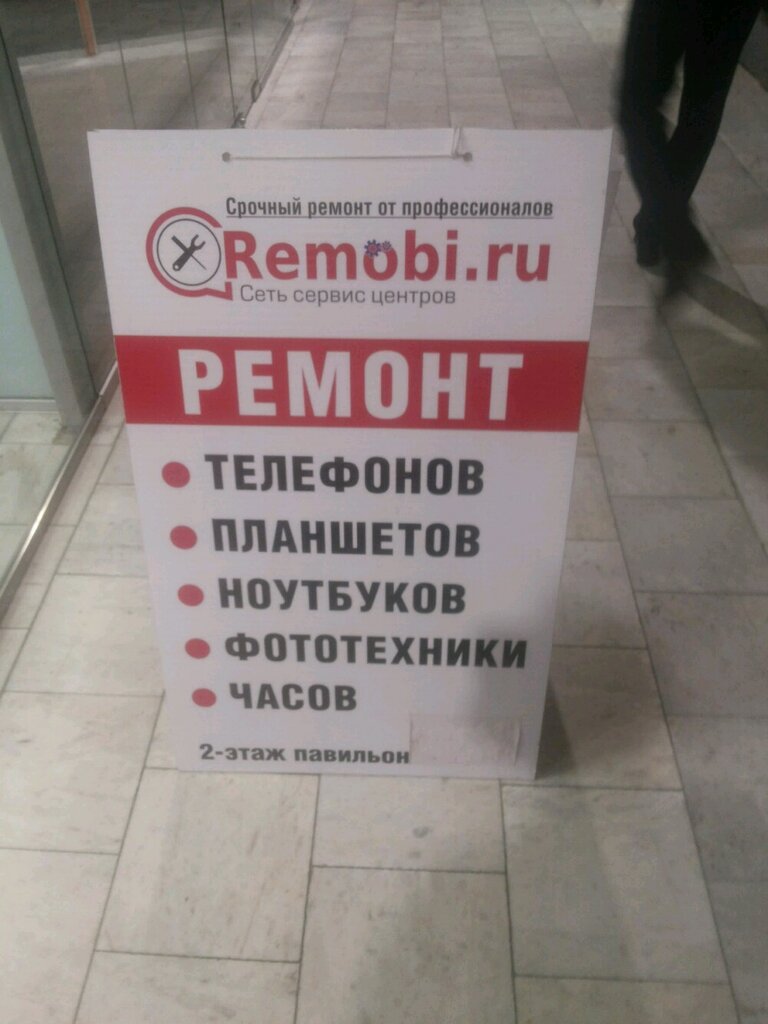 Срочный ремонт от профессионалов
Remobi.ru
Сеть сервис центров
РЕМОНТ
ТЕЛЕФОНОВ
ПЛАНШЕТОВ
НОУТБУКОВ
ФОТОТЕХНИКИ
ЧАСОВ
2-этаж павильон